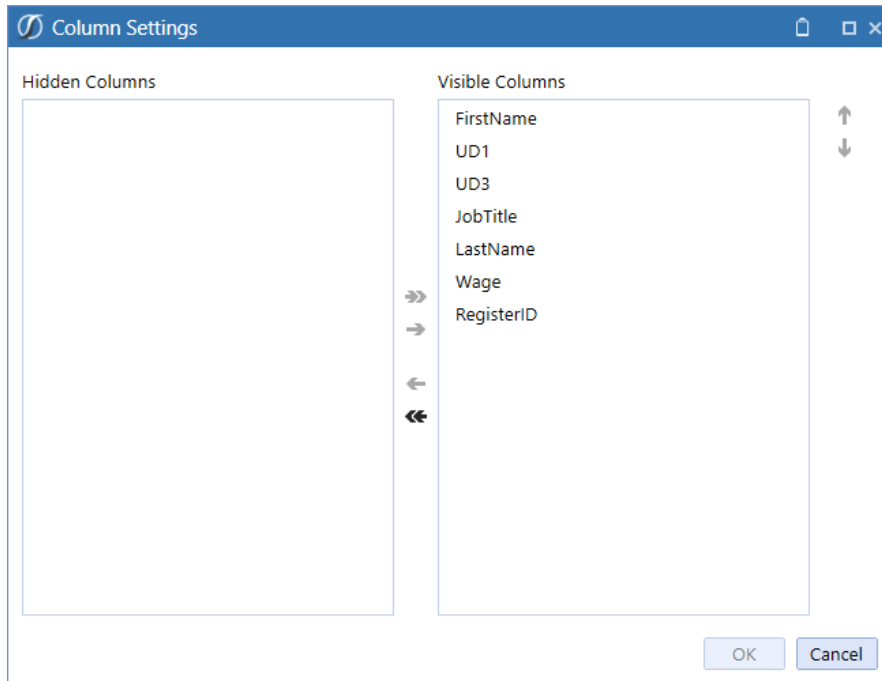 Column Settings
Hidden Columns
Visible Columns
FirstName
UD1
UD3
JobTitle
LastName
Wage
RegisterID
OK
Cancel